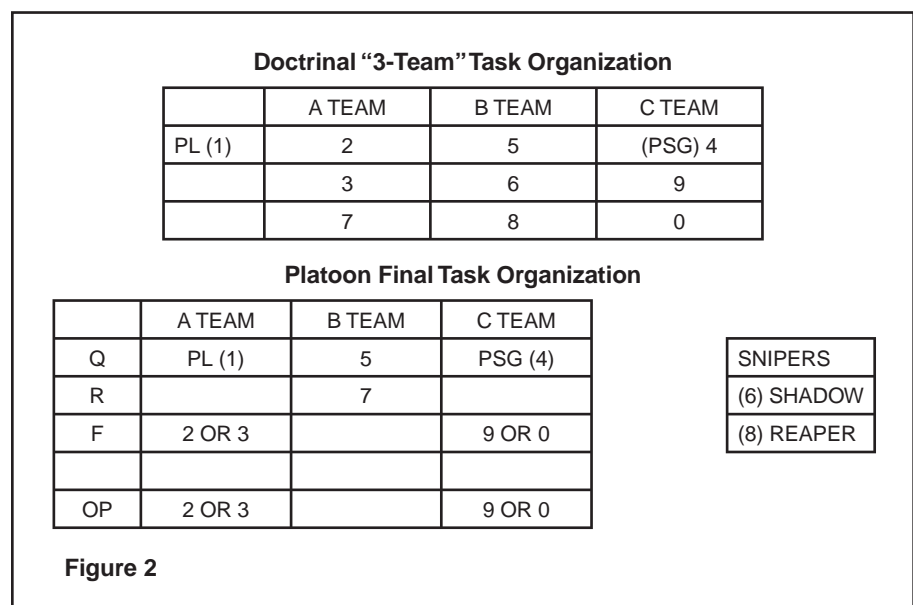 Doctrinal “3-Team” Task Organization
A TEAM B TEAM C TEAM
PL (1) 2 5 (PSG) 4
3 6 9
7 8 0
Platoon Final Task Organization
A TEAM B TEAM C TEAM
Q PL (1) 5 PSG (4) SNIPERS
R 7 (6) SHADOW
F 2 OR 3 9 OR 0 (8) REAPER
OP 2 OR 3 9 OR 0
Figure 2